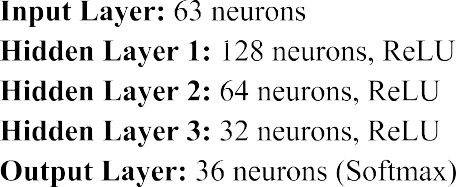 Input Layer: 63 neurons
Hidden Layer 1: 128 neurons, ReLU
Hidden Layer 2: 64 neurons, ReLU
Hidden Layer 3: 32 neurons, ReLU
Output Layer: 36 neurons (Softmax)